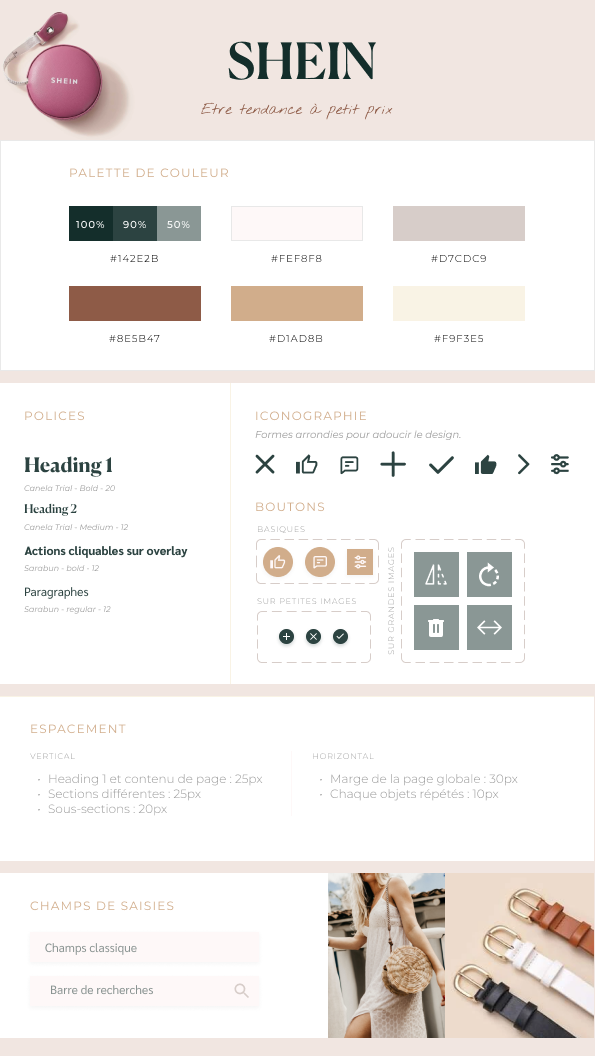 SHEIN
SHEIN
Etre tendance à petit prix
PALETTE DE COULEUR
100% 90% 50%
#142E2B #FEF8F8 #D7CDC9
#8E5B47 #D1AD8B #F9F3E5
POLICES
Heading 1
Canela Trial - Bold - 20
Heading 2
Canela Trial - Medium - 12
Actions cliquables sur overlay
Sarabun - bold - 12
Paragraphes
Sarabun - regular - 12
ICONOGRAPHIE
Formes arrondies pour adoucir le design.
BOUTONS
BASIQUES
SUR PETITES IMAGES
SUR GRANDES IMAGES
ESPACEMENT
VERTICAL
• Heading 1 et contenu de page : 25px
• Sections différentes : 25px
• Sous-sections : 20px
HORIZONTAL
• Marge de la page globale : 30px
• Chaque objets répétés : 10px
CHAMPS DE SAISIES
Champs classique
Barre de recherches